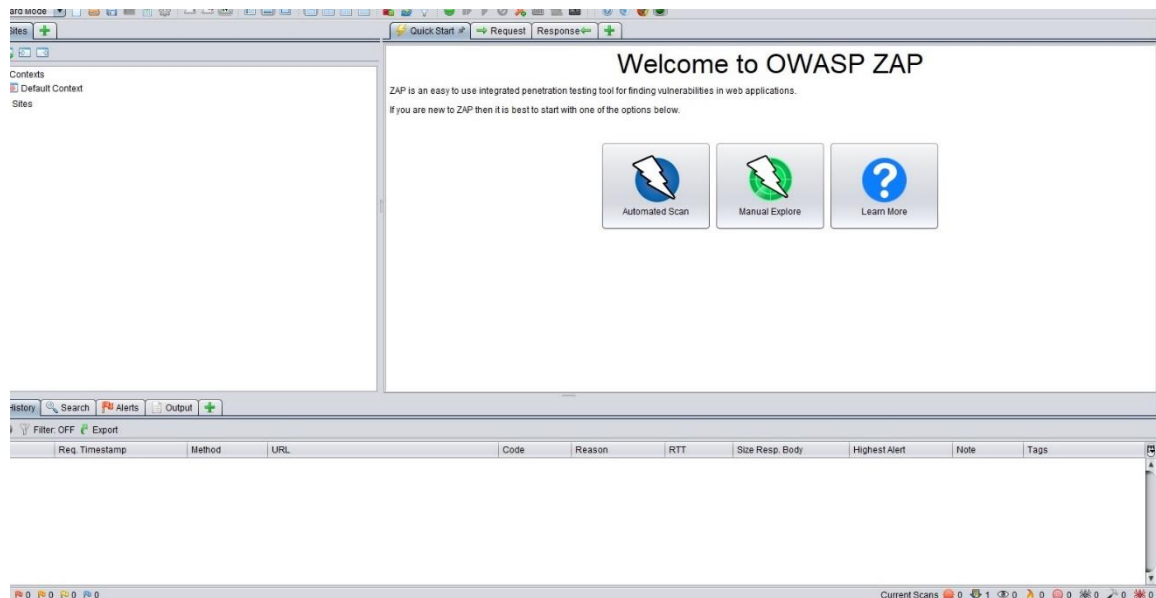 Sites
Quick Start
Request
Response
Contexts
Default Context
Sites
Welcome to OWASP ZAP
ZAP is an easy to use integrated penetration testing tool for finding vulnerabilities in web applications.
If you are new to ZAP then it is best to start with one of the options below.
Automated Scan
Manual Explore
Learn More
History
Search
Alerts
Output
Filter: OFF
Export
Req. Timestamp
Method
URL
Code
Reason
RTT
Size Resp. Body
Highest Alert
Note
Tags
0 0 0 0
Current Scans 0 1 0 0 0 0 0 0